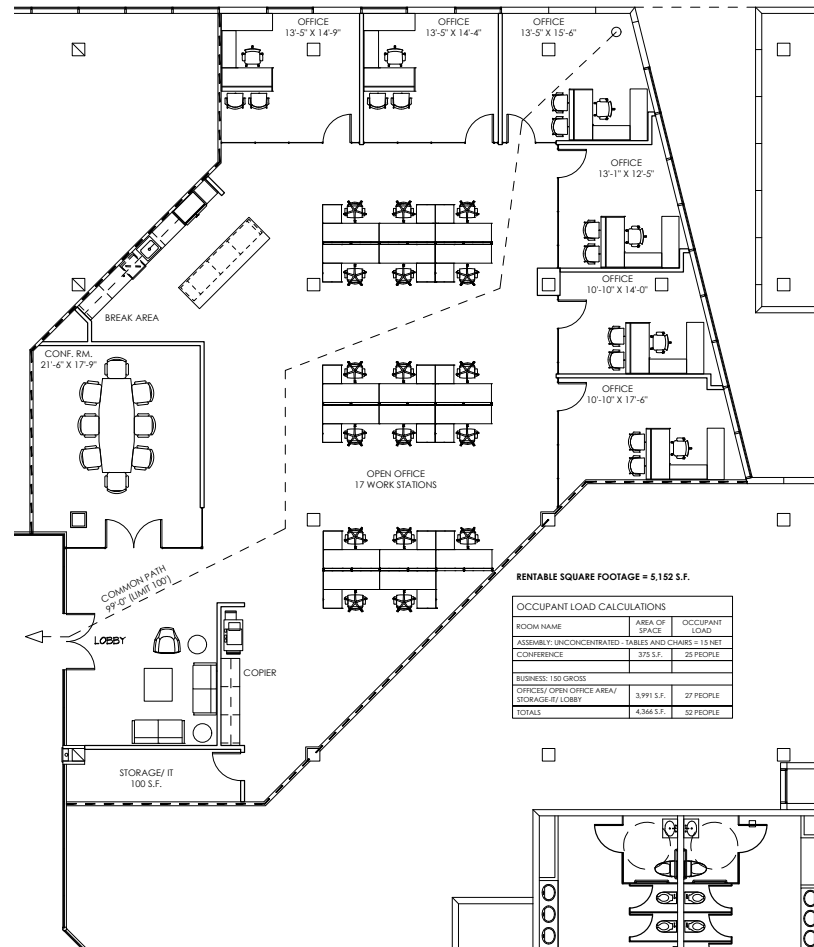 OFFICE
13'-5" X 14'-9"
OFFICE
13'-5" X 14'-4"
OFFICE
13'-5" X 15'-6"
OFFICE
13'-1" X 12'-5"
OFFICE
10'-10" X 14'-0"
BREAK AREA
CONF. RM.
21'-6" X 17'-9"
OFFICE
10'-10" X 17'-6"
OPEN OFFICE
17 WORK STATIONS
COMMON PATH
99'-0" (LIMIT 100')
LOBBY
COPIER
STORAGE/ IT
100 S.F.
RENTABLE SQUARE FOOTAGE = 5,152 S.F.
OCCUPANT LOAD CALCULATIONS
ROOM NAME AREA OF SPACE OCCUPANT LOAD
ASSEMBLY: UNCONCENTRATED - TABLES AND CHAIRS = 15 NET
CONFERENCE 375 S.F. 25 PEOPLE
BUSINESS: 150 GROSS
OFFICES/ OPEN OFFICE AREA/
STORAGE-IT/ LOBBY 3,991 S.F. 27 PEOPLE
TOTALS 4,366 S.F. 52 PEOPLE